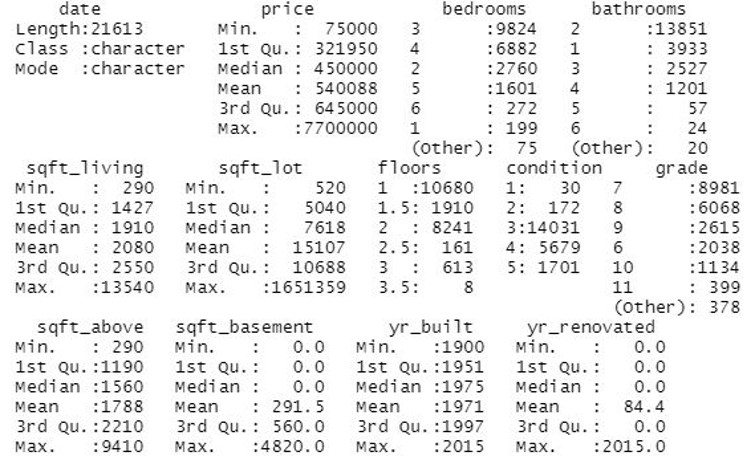 date price bedrooms bathrooms
Length:21613 Min. : 75000 3 :9824 2 :13851
Class :character 1st Qu.: 321950 4 :6882 1 : 3933
Mode :character Median : 450000 2 :2760 3 : 2527
Mean : 540088 5 :1601 4 : 1201
3rd Qu.: 645000 6 : 272 5 : 57
Max. :7700000 1 : 199 6 : 24
(Other): 75 (Other): 20
sqft_living sqft_lot floors condition grade
Min. : 290 Min. : 520 1 :10680 1: 30 7 :8981
1st Qu.: 1427 1st Qu.: 5040 1.5: 1910 2: 172 8 :6068
Median : 1910 Median : 7618 2 : 8241 3:14031 9 :2615
Mean : 2080 Mean : 15107 2.5: 161 4: 5679 6 :2038
3rd Qu.: 2550 3rd Qu.: 10688 3 : 613 5: 1701 10 :1134
Max. :13540 Max. :1651359 3.5: 8 11 : 399
(Other): 378
sqft_above sqft_basement yr_built yr_renovated
Min. : 290 Min. : 0.0 Min. :1900 Min. : 0.0
1st Qu.:1190 1st Qu.: 0.0 1st Qu.:1951 1st Qu.: 0.0
Median :1560 Median : 0.0 Median :1975 Median : 0.0
Mean :1788 Mean : 291.5 Mean :1971 Mean : 84.4
3rd Qu.:2210 3rd Qu.: 560.0 3rd Qu.:1997 3rd Qu.: 0.0
Max. :9410 Max. :4820.0 Max. :2015 Max. :2015.0